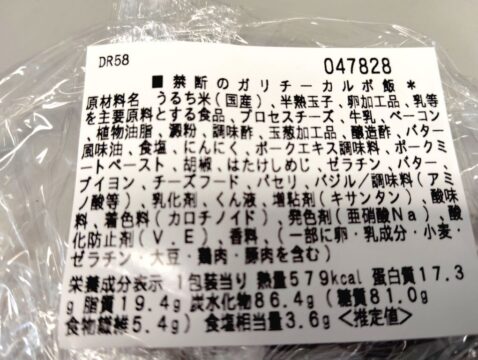 DR58
047828
■禁断のガリチーカルボ飯*
原材料名 うるち米(国産)、半熟玉子、卵加工品、乳等
を主要原料とする食品、プロセスチーズ、牛乳、ベーコン
、植物油脂、澱粉、調味酢、玉葱加工品、醸造酢、バター
風味油、食塩、にんにく、ポークエキス調味料、ポークミ
ートペースト、胡椒、はたけしめじ、ゼラチン、バター、
ブイヨン、チーズフード、パセリ、バジル/調味料(アミ
ノ酸等)、乳化剤、くん液、増粘剤(キサンタン)、酸味
料、着色料(カロチノイド)、発色剤(亜硝酸Na)、酸
化防止剤(V.E)、香料、(一部に卵・乳成分・小麦・
ゼラチン・大豆・鶏肉・豚肉を含む)
栄養成分表示 1包装当り 熱量579kcal 蛋白質17.3
g 脂質19.4g 炭水化物86.4g (糖質81.0g
食物繊維5.4g) 食塩相当量3.6g <推定値>